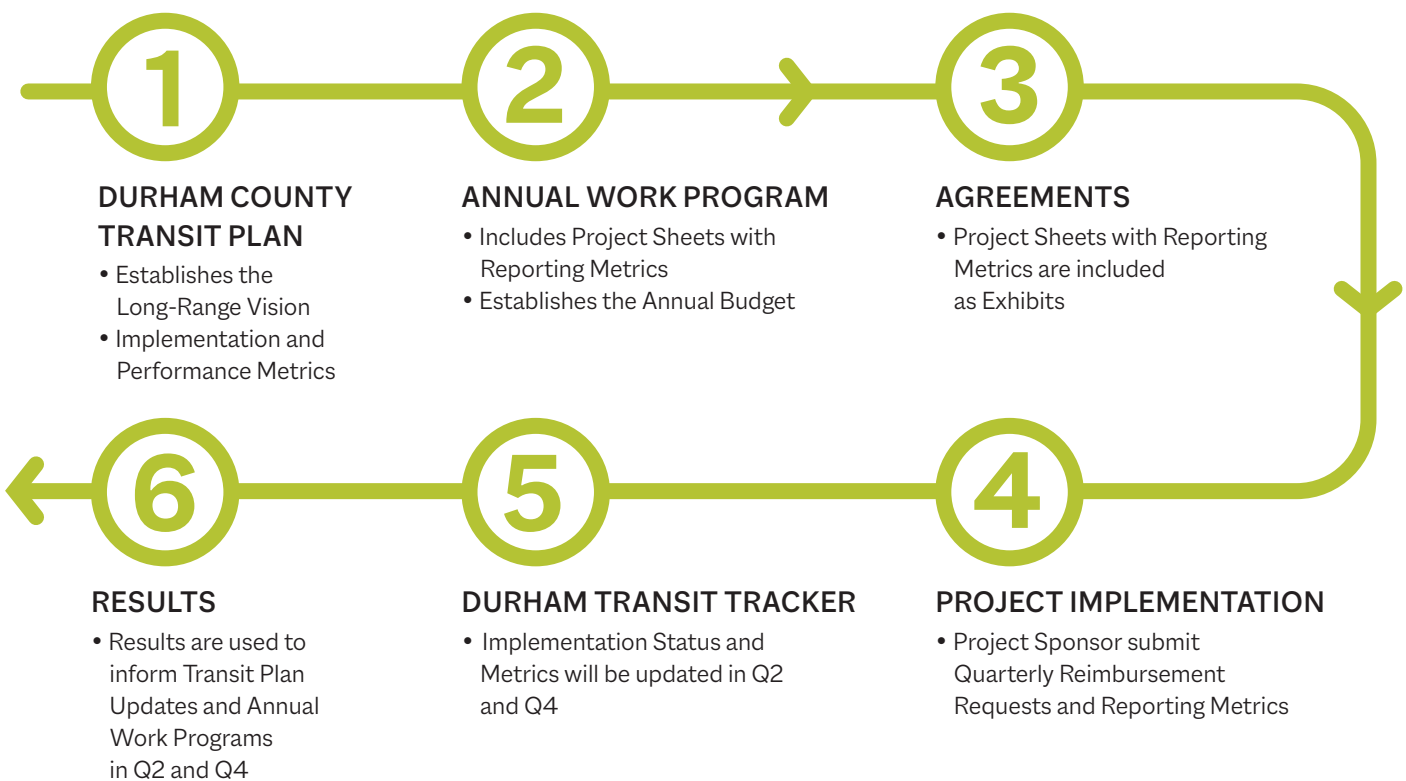 1
DURHAM COUNTY
TRANSIT PLAN
• Establishes the
Long-Range Vision
• Implementation and
Performance Metrics
2
ANNUAL WORK PROGRAM
• Includes Project Sheets with
Reporting Metrics
• Establishes the Annual Budget
3
AGREEMENTS
• Project Sheets with Reporting
Metrics are included
as Exhibits
4
PROJECT IMPLEMENTATION
• Project Sponsor submit
Quarterly Reimbursement
Requests and Reporting Metrics
5
DURHAM TRANSIT TRACKER
• Implementation Status and
Metrics will be updated in Q2
and Q4
6
RESULTS
• Results are used to
inform Transit Plan
Updates and Annual
Work Programs
in Q2 and Q4